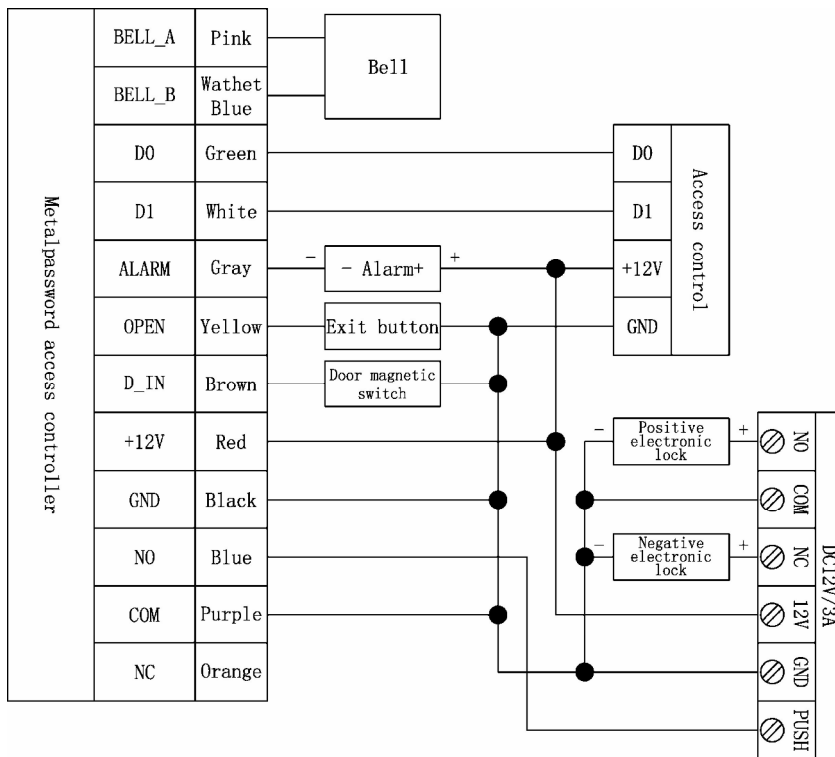 Metalpassword access controller
BELL_A Pink
BELL_B Wathet
Blue
Bell
D0 Green
D1 White
ALARM Gray
OPEN Yellow
D_IN Brown
+12V Red
GND Black
NO Blue
COM Purple
NC Orange
- - Alarm+ +
Exit button
Door magnetic
switch
D0
D1
+12V
GND
Access control
- Positive +
electronic
lock
- Negative +
electronic
lock
NO
COM
NC
12V
GND
PUSH
DC12V/3A